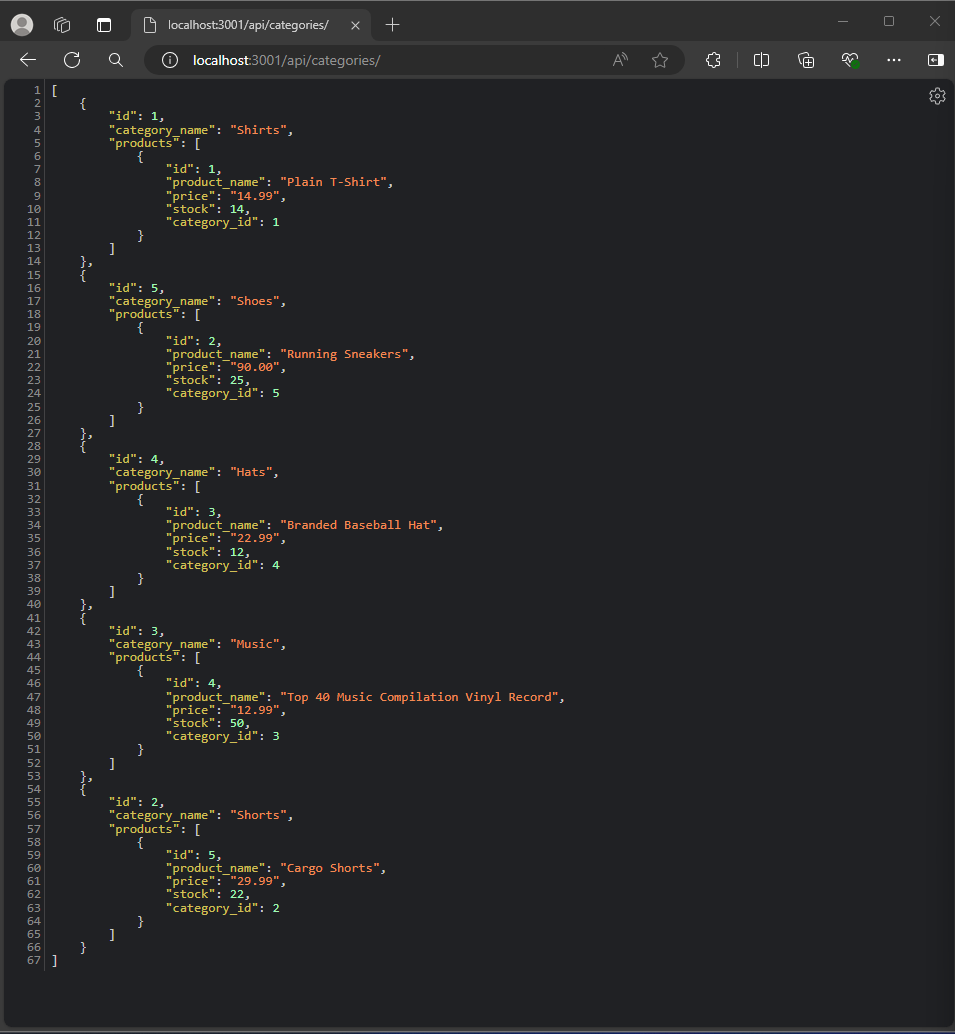 localhost:3001/api/categories/
localhost:3001/api/categories/
1 [
2     {
3         "id": 1,
4         "category_name": "Shirts",
5         "products": [
6             {
7                 "id": 1,
8                 "product_name": "Plain T-Shirt",
9                 "price": "14.99",
10                 "stock": 14,
11                 "category_id": 1
12             }
13         ]
14     },
15     {
16         "id": 5,
17         "category_name": "Shoes",
18         "products": [
19             {
20                 "id": 2,
21                 "product_name": "Running Sneakers",
22                 "price": "90.00",
23                 "stock": 25,
24                 "category_id": 5
25             }
26         ]
27     },
28     {
29         "id": 4,
30         "category_name": "Hats",
31         "products": [
32             {
33                 "id": 3,
34                 "product_name": "Branded Baseball Hat",
35                 "price": "22.99",
36                 "stock": 12,
37                 "category_id": 4
38             }
39         ]
40     },
41     {
42         "id": 3,
43         "category_name": "Music",
44         "products": [
45             {
46                 "id": 4,
47                 "product_name": "Top 40 Music Compilation Vinyl Record",
48                 "price": "12.99",
49                 "stock": 50,
50                 "category_id": 3
51             }
52         ]
53     },
54     {
55         "id": 2,
56         "category_name": "Shorts",
57         "products": [
58             {
59                 "id": 5,
60                 "product_name": "Cargo Shorts",
61                 "price": "29.99",
62                 "stock": 22,
63                 "category_id": 2
64             }
65         ]
66     }
67 ]